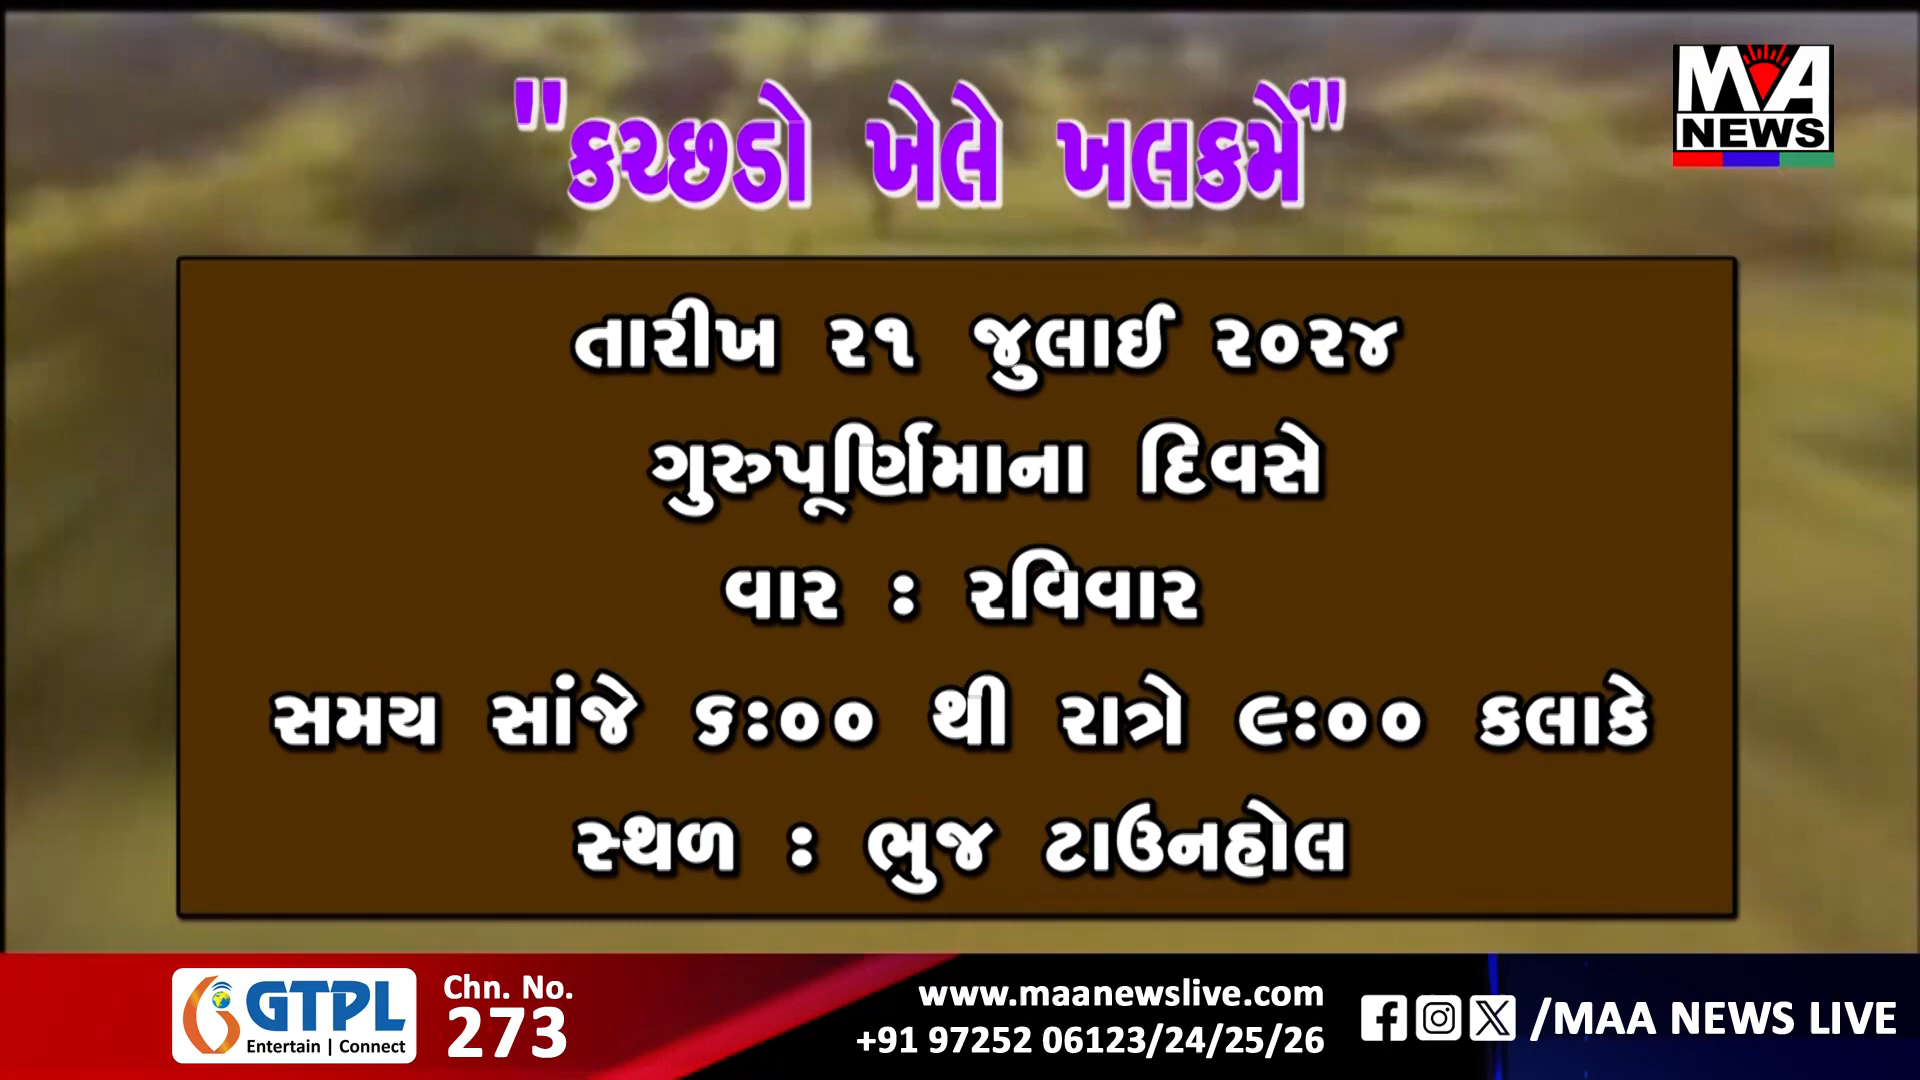 "કચ્છડો ખેલે ખલકમેં"
MAA
NEWS
તારીખ ૨૧ જુલાઈ ૨૦૨૪
ગુરુપૂર્ણિમાના દિવસે
વાર : રવિવાર
સમય સાંજે ૬:૦૦ થી રાત્રે ૯:૦૦ કલાકે
સ્થળ : ભુજ ટાઉનહોલ
GTPL
Entertain | Connect
Chn. No.
273
www.maanewslive.com
+91 97252 06123/24/25/26
/MAA NEWS LIVE